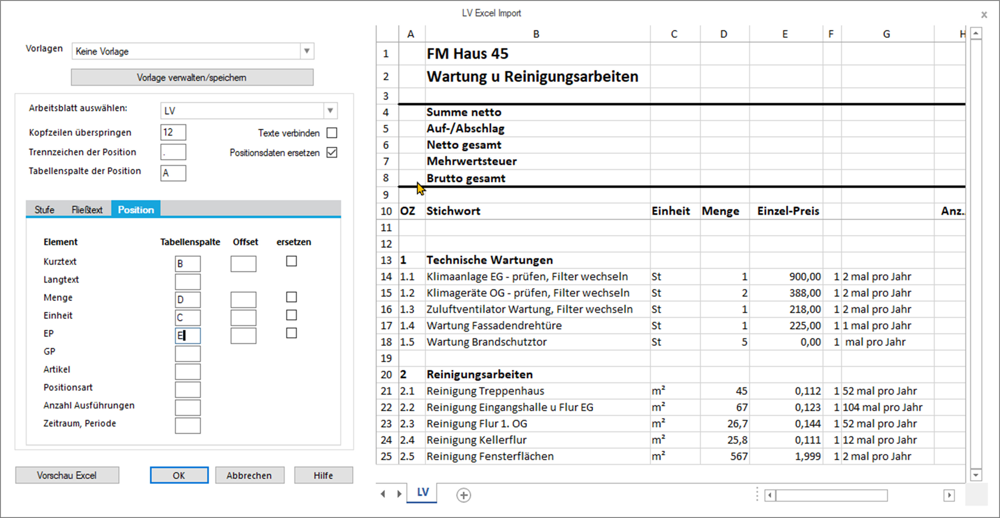 LV Excel Import
Vorlagen Keine Vorlage
Vorlage verwalten/speichern
Arbeitsblatt auswählen: LV
Kopfzeilen überspringen 12 Texte verbinden
Trennzeichen der Position . Positionsdaten ersetzen
Tabellenspalte der Position A
Stufe Fließtext Position
Element Tabellenspalte Offset ersetzen
Kurztext B
Langtext
Menge D
Einheit C
EP E
GP
Artikel
Positionsart
Anzahl Ausführungen
Zeitraum, Periode
Vorschau Excel OK Abbrechen Hilfe
A B C D E F G H
1 FM Haus 45
2 Wartung u Reinigungsarbeiten
3
4 Summe netto
5 Auf-/Abschlag
6 Netto gesamt
7 Mehrwertsteuer
8 Brutto gesamt
9
10 OZ Stichwort Einheit Menge Einzel-Preis Anz..
11
12
13 1 Technische Wartungen
14 1.1 Klimaanlage EG - prüfen, Filter wechseln St 1 900,00 1 2 mal pro Jahr
15 1.2 Klimageräte OG - prüfen, Filter wechseln St 2 388,00 1 2 mal pro Jahr
16 1.3 Zuluftventilator Wartung, Filter wechseln St 1 218,00 1 2 mal pro Jahr
17 1.4 Wartung Fassadendrehtüre St 1 225,00 1 1 mal pro Jahr
18 1.5 Wartung Brandschutztor St 5 0,00 1 mal pro Jahr
19
20 2 Reinigungsarbeiten
21 2.1 Reinigung Treppenhaus m² 45 0,112 1 52 mal pro Jahr
22 2.2 Reinigung Eingangshalle u Flur EG m² 67 0,123 1 104 mal pro Jahr
23 2.3 Reinigung Flur 1. OG m² 26,7 0,144 1 52 mal pro Jahr
24 2.4 Reinigung Kellerflur m² 25,8 0,111 1 12 mal pro Jahr
25 2.5 Reinigung Fensterflächen m² 567 1,999 1 2 mal pro Jahr
LV